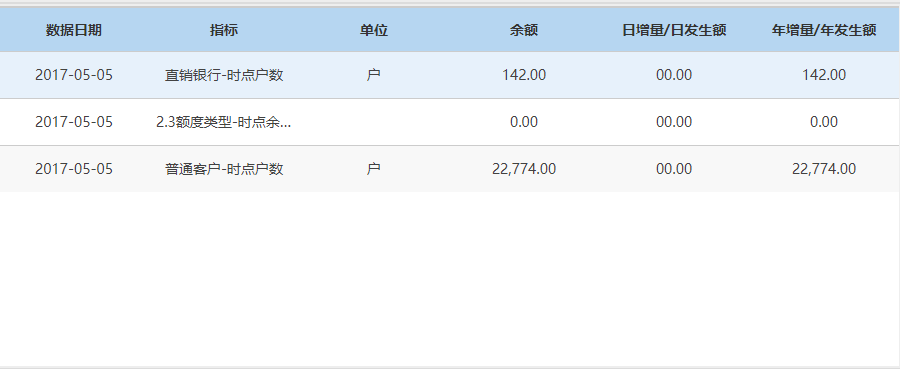 数据日期 指标 单位 余额 日增量/日发生额 年增量/年发生额
2017-05-05 直销银行-时点户数 户 142.00 00.00 142.00
2017-05-05 2.3额度类型-时点余... 0.00 00.00 0.00
2017-05-05 普通客户-时点户数 户 22,774.00 00.00 22,774.00